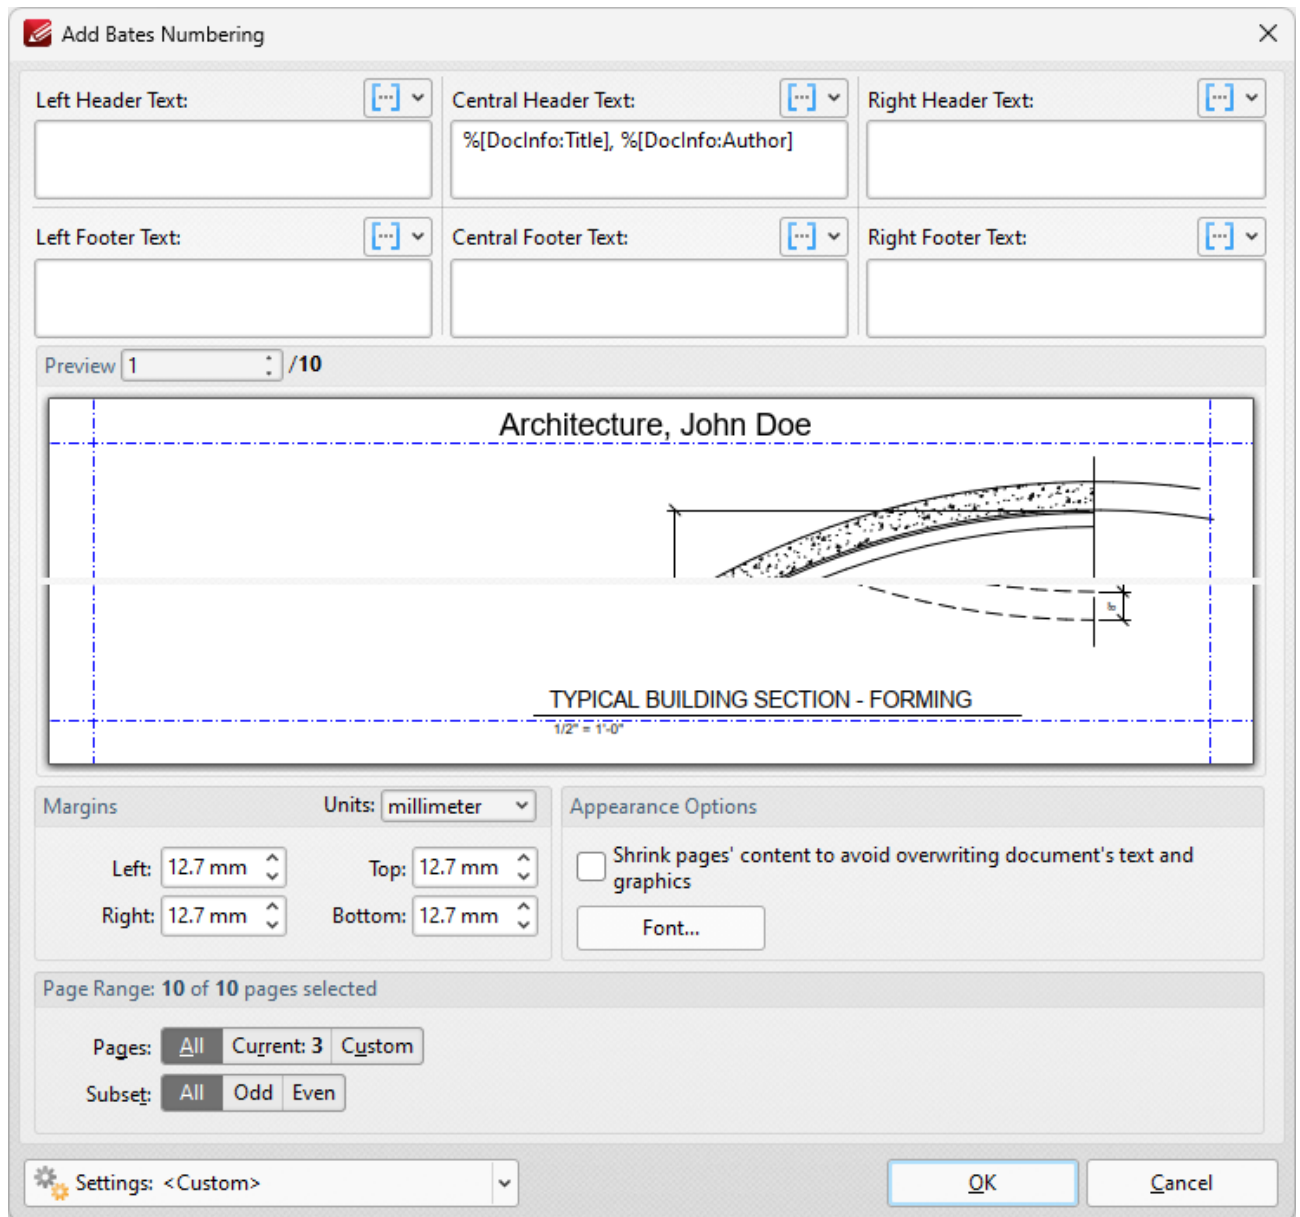 Add Bates Numbering
Left Header Text:
Central Header Text:
Right Header Text:
%[DocInfo:Title], %[DocInfo:Author]
Left Footer Text:
Central Footer Text:
Right Footer Text:
Preview 1 /10
Architecture, John Doe
TYPICAL BUILDING SECTION - FORMING
1/2" = 1'-0"
Margins
Units: millimeter
Left: 12.7 mm
Top: 12.7 mm
Right: 12.7 mm
Bottom: 12.7 mm
Appearance Options
Shrink pages' content to avoid overwriting document's text and
graphics
Font...
Page Range: 10 of 10 pages selected
Pages: All Current: 3 Custom
Subset: All Odd Even
Settings: <Custom>
OK
Cancel